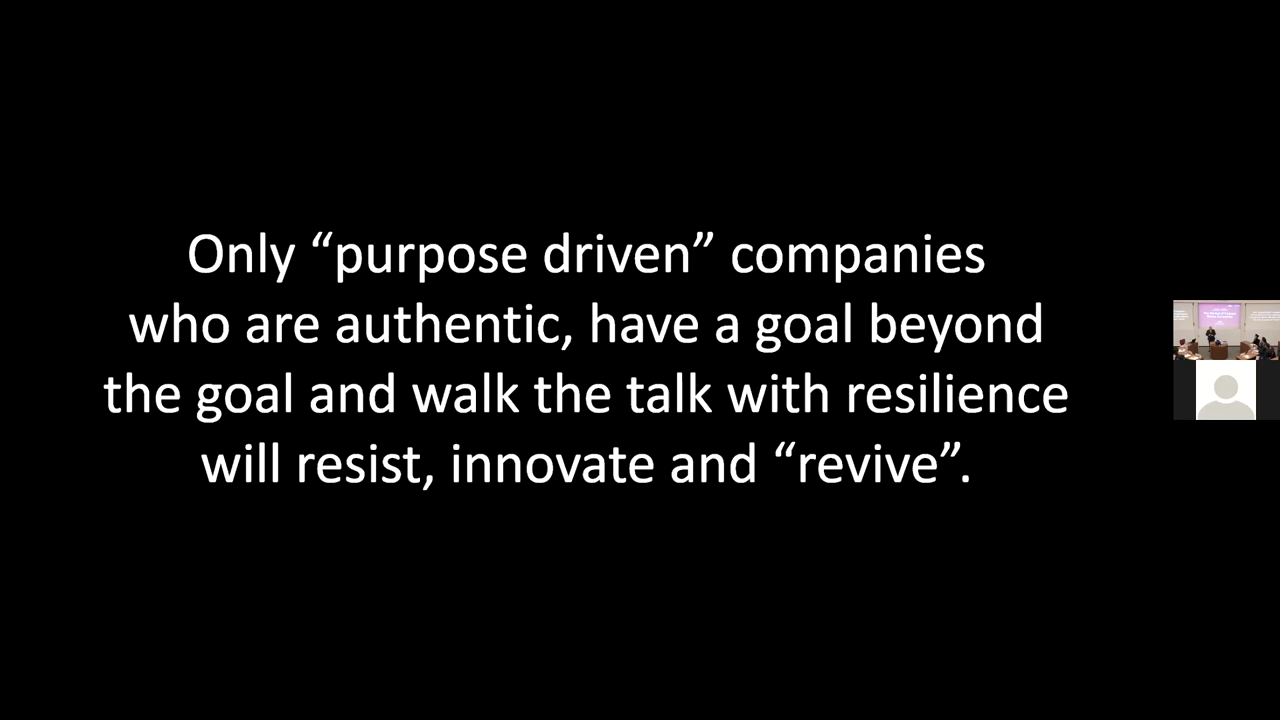 Only “purpose driven” companies
who are authentic, have a goal beyond
the goal and walk the talk with resilience
will resist, innovate and “revive”.